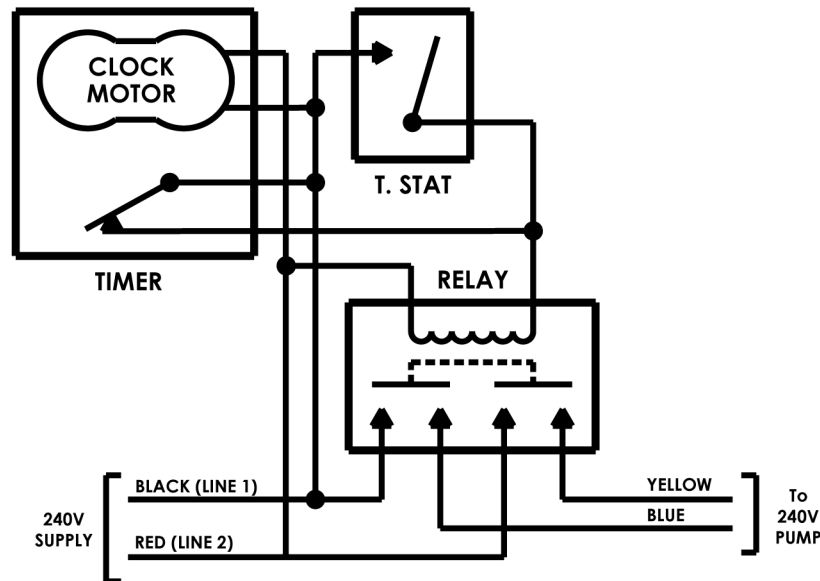 CLOCK
MOTOR
T. STAT
TIMER
RELAY
BLACK (LINE 1)
YELLOW
240V
SUPPLY
BLUE
To
240V
PUMP
RED (LINE 2)